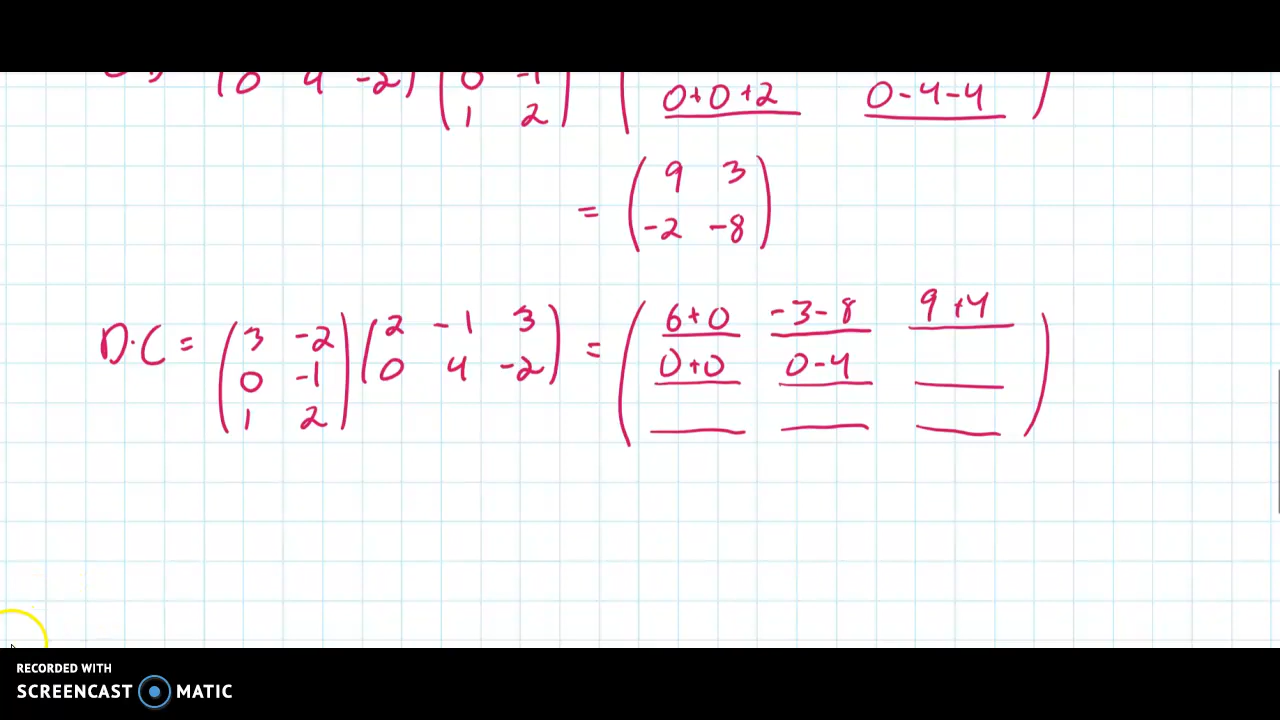 (0 4 -2) (0 -1 ( 0+0+2 0-4-4 )
1 2)
(9 3
= -2 -8)
D.C = (3 -2) (2 -1 3) = (6+0 -3-8 9+4
0 -1 0 4 -2 0+0 0-4
1 2
RECORDED WITH
SCREENCAST MATIC